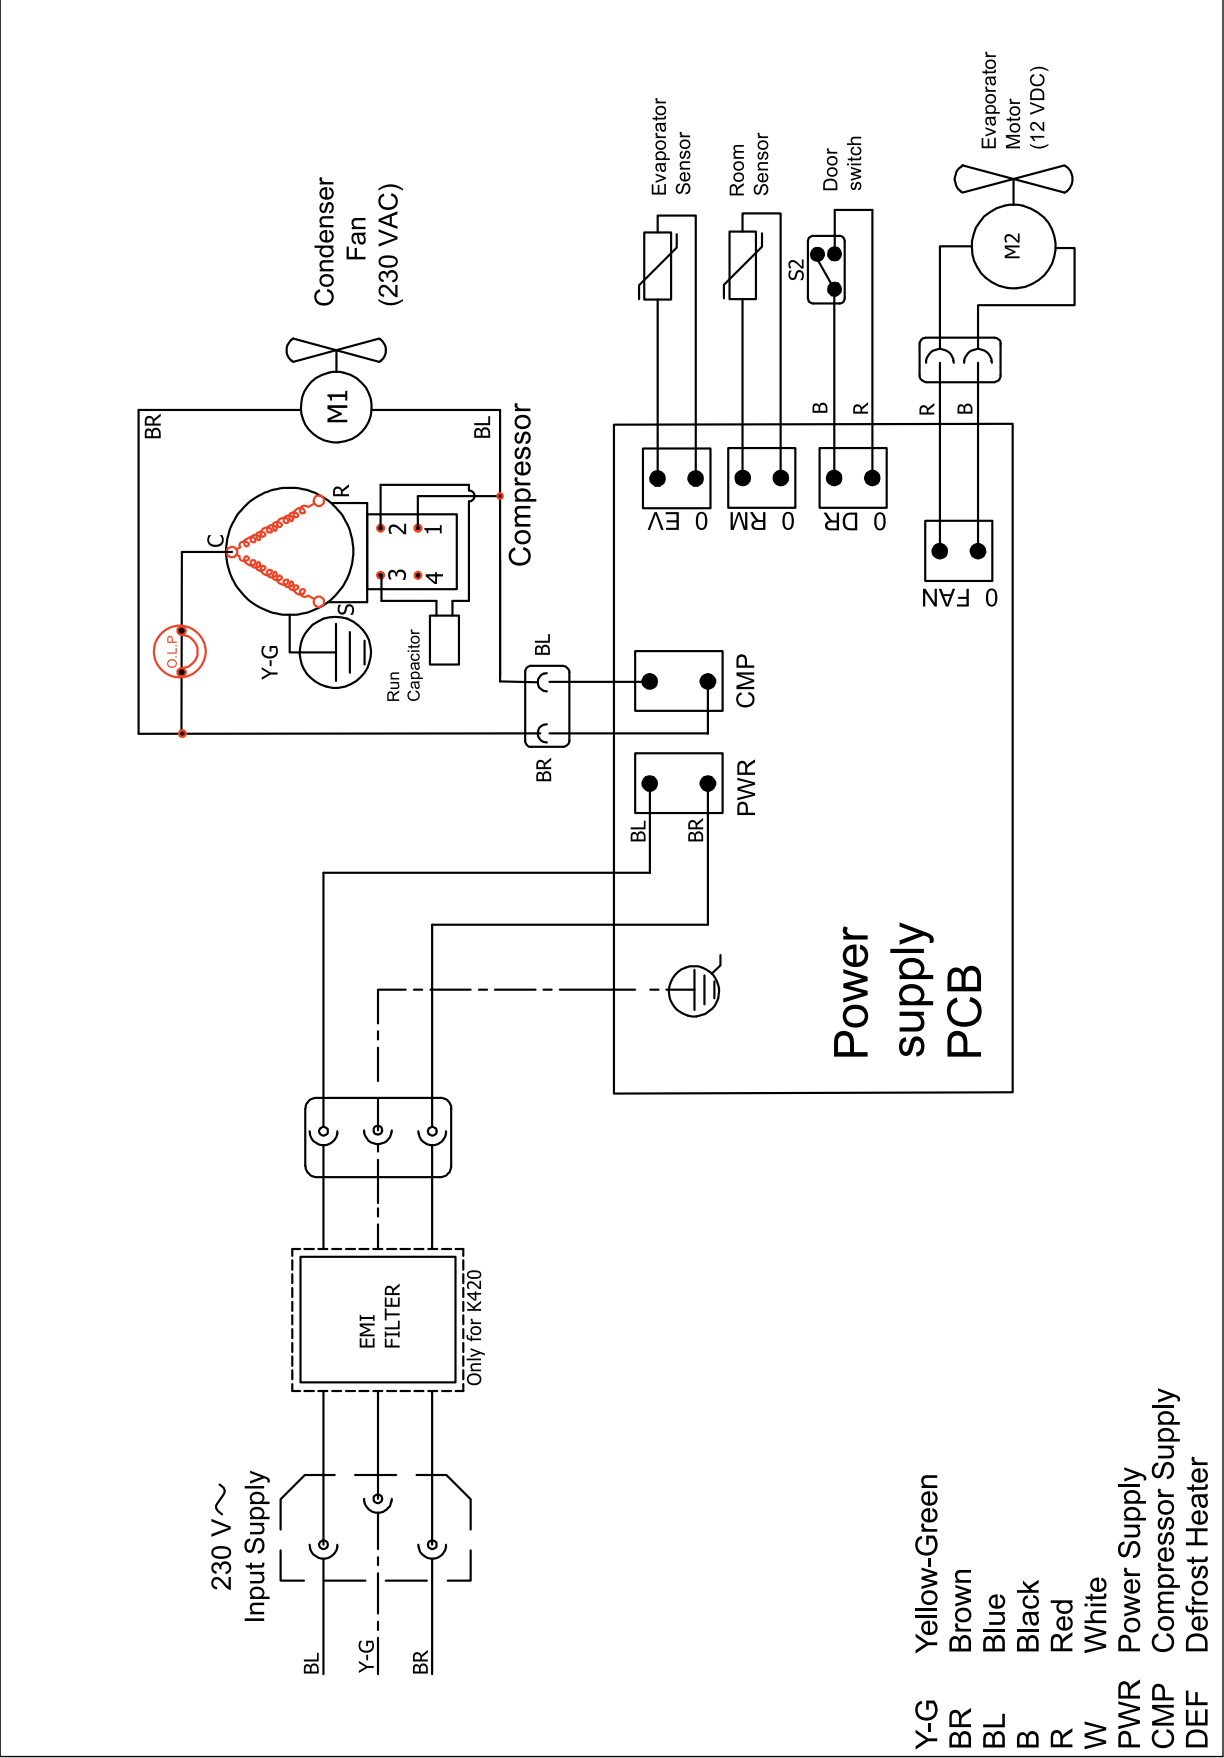 Condenser
Fan
(230 VAC)
M1
BR
BL
Compressor
C
R
S
O.L.P
Y-G
2
1
3
4
Run
Capacitor
BL
BR
Evaporator
Sensor
Room
Sensor
Door
switch
S2
Evaporator
Motor
(12 VDC)
M2
B
R
R
B
0 EV
0 RM
0 DR
0 FAN
CMP
PWR
BL
BR
Power
supply
PCB
EMI
FILTER
Only for K420
230 V
Input Supply
BL
Y-G
BR
Y-G Yellow-Green
BR Brown
BL Blue
B Black
R Red
W White
PWR Power Supply
CMP Compressor Supply
DEF Defrost Heater